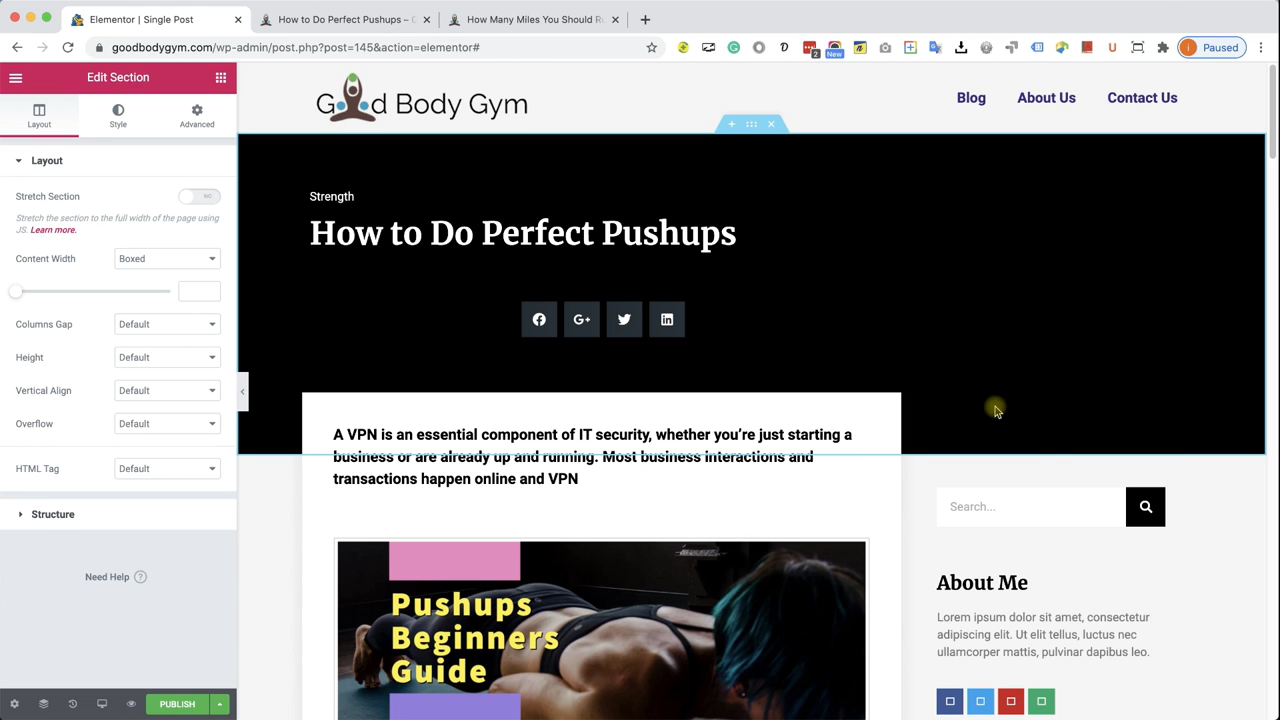 Elementor | Single Post
How to Do Perfect Pushups – G
How Many Miles You Should Ru
goodbodygym.com/wp-admin/post.php?post=145&action=elementor#
2
New
Paused
Edit Section
Layout
Style
Advanced
Layout
Stretch Section
NO
Stretch the section to the full width of the page using
JS. Learn more.
Content Width
Boxed
Columns Gap
Default
Height
Default
Vertical Align
Default
Overflow
Default
HTML Tag
Default
Structure
Need Help
PUBLISH
Good Body Gym
Blog
About Us
Contact Us
Strength
How to Do Perfect Pushups
A VPN is an essential component of IT security, whether you’re just starting a
business or are already up and running. Most business interactions and
transactions happen online and VPN
Pushups
Beginners
Guide
Search...
About Me
Lorem ipsum dolor sit amet, consectetur
adipiscing elit. Ut elit tellus, luctus nec
ullamcorper mattis, pulvinar dapibus leo.